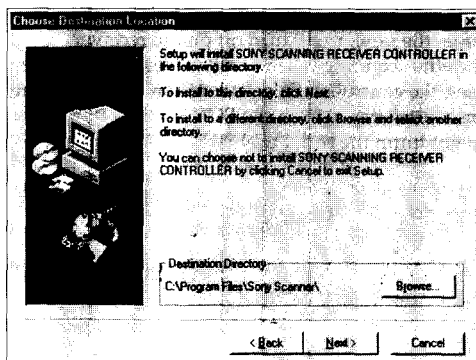 Choose Destination Location
Setup will install SONY SCANNING RECEIVER CONTROLLER in
the following directory.
To install to this directory, click Next.
To install to a different directory, click Browse and select another
directory.
You can choose not to install SONY SCANNING RECEIVER
CONTROLLER by clicking Cancel to exit Setup.
Destination Directory
C:\Program Files\Sony Scanner\
Browse...
< Back
Next >
Cancel